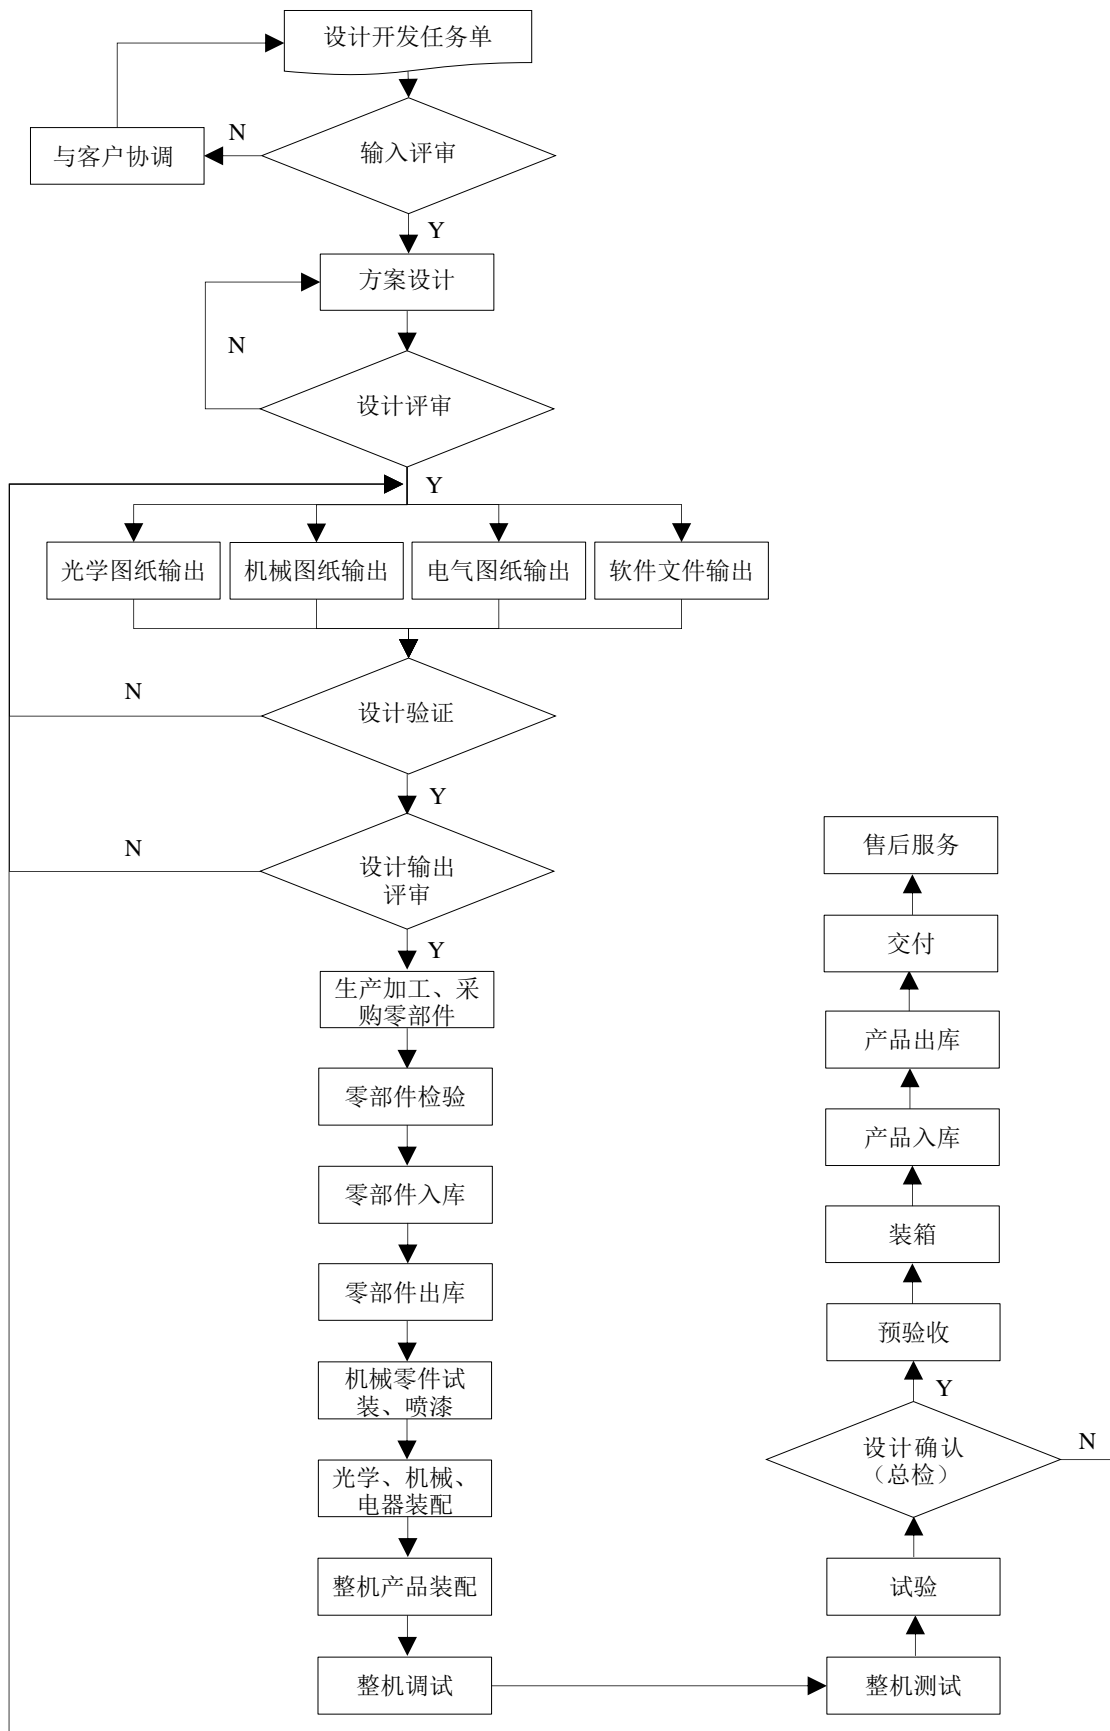 设计开发任务单
N
与客户协调
输入评审
Y
方案设计
N
设计评审
Y
光学图纸输出
机械图纸输出
电气图纸输出
软件文件输出
N
设计验证
Y
N
设计输出
评审
Y
生产加工、采
购零部件
零部件检验
零部件入库
零部件出库
机械零件试
装、喷漆
光学、机械、
电器装配
整机产品装配
整机调试
售后服务
交付
产品出库
产品入库
装箱
预验收
Y
设计确认
（总检）
N
试验
整机测试